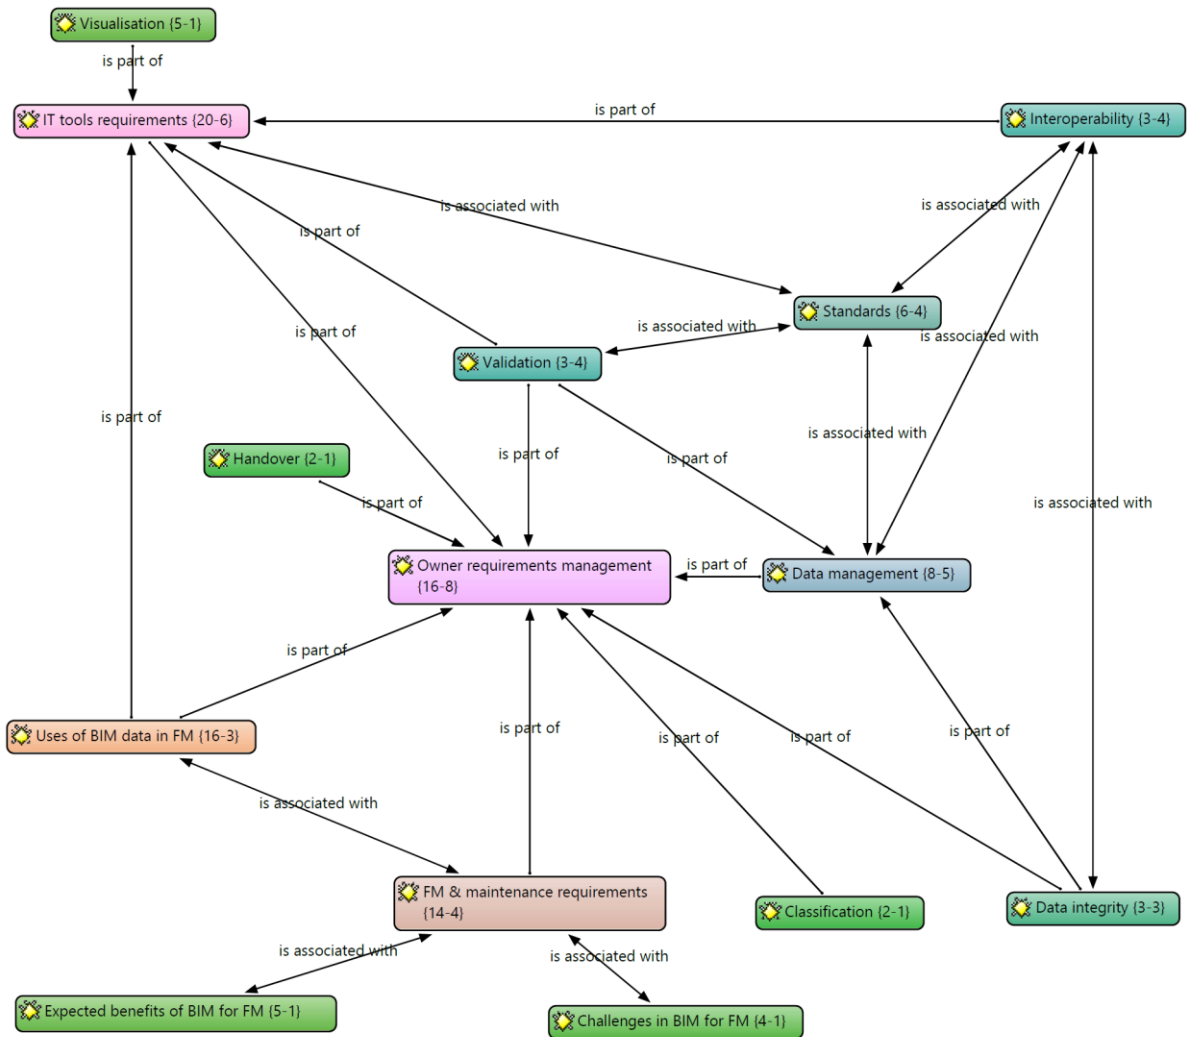 Visualisation {5-1}
is part of
IT tools requirements {20-6}
is part of
Interoperability {3-4}
is associated with
is associated with
is part of
Standards {6-4}
is associated with
is part of
is associated with
Validation {3-4}
is part of
is associated with
Handover {2-1}
is part of
is part of
is part of
is associated with
Owner requirements management
{16-8}
is part of
Data management {8-5}
is part of
Uses of BIM data in FM {16-3}
is part of
is part of
is part of
is part of
is associated with
FM & maintenance requirements
{14-4}
Classification {2-1}
Data integrity {3-3}
is associated with
is associated with
Expected benefits of BIM for FM {5-1}
Challenges in BIM for FM {4-1}